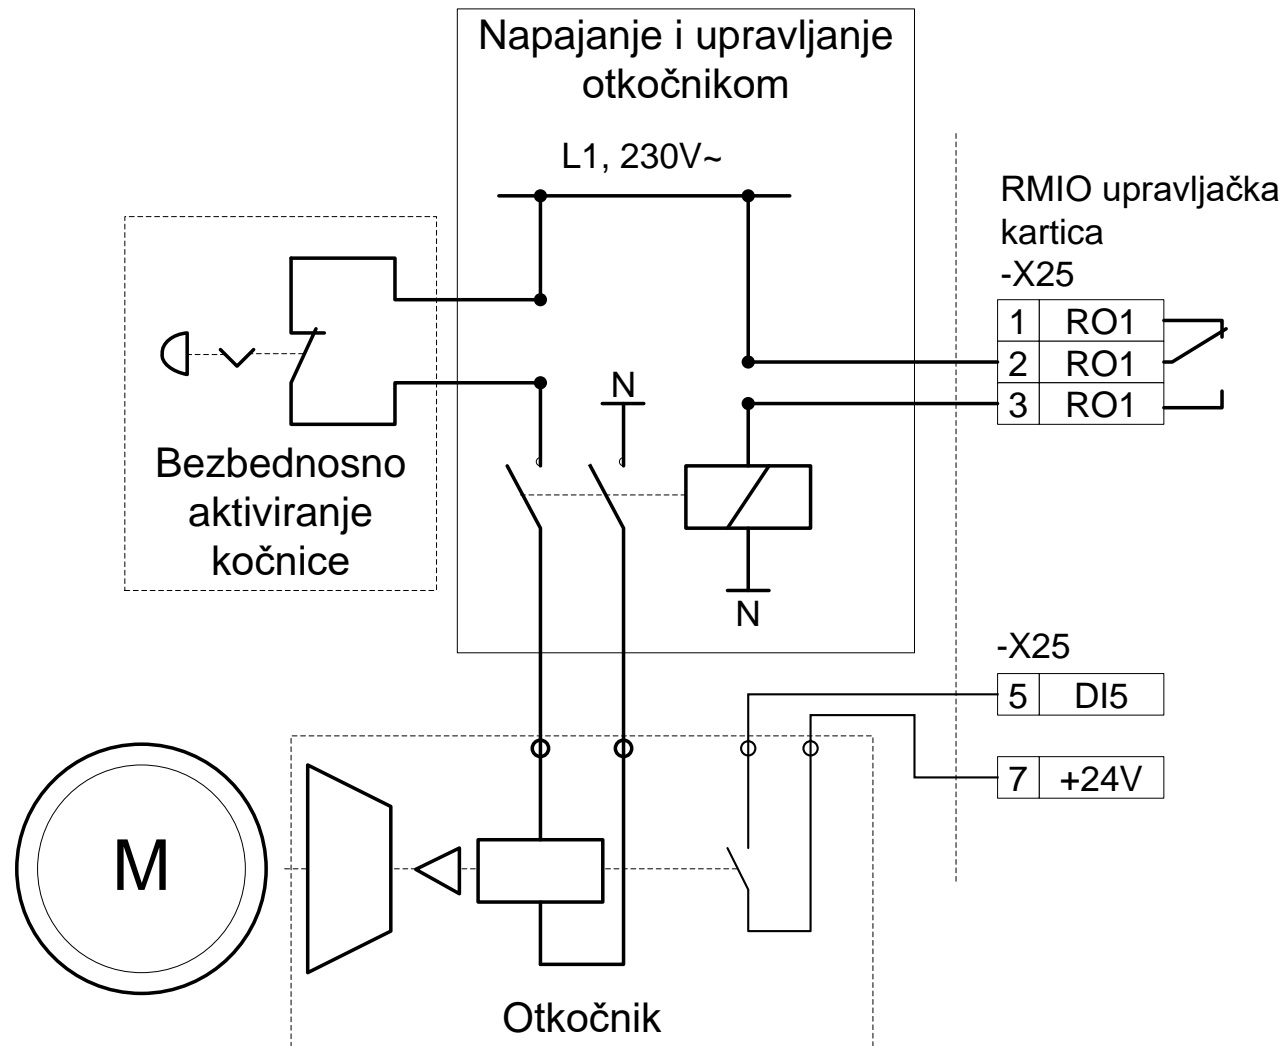 Napajanje i upravljanje
otkočnikom
L1, 230V~
RMIO upravljačka
kartica
-X25
1 RO1
2 RO1
3 RO1
N
Bezbednosno
aktiviranje
kočnice
N
-X25
5 DI5
7 +24V
M
Otkočnik